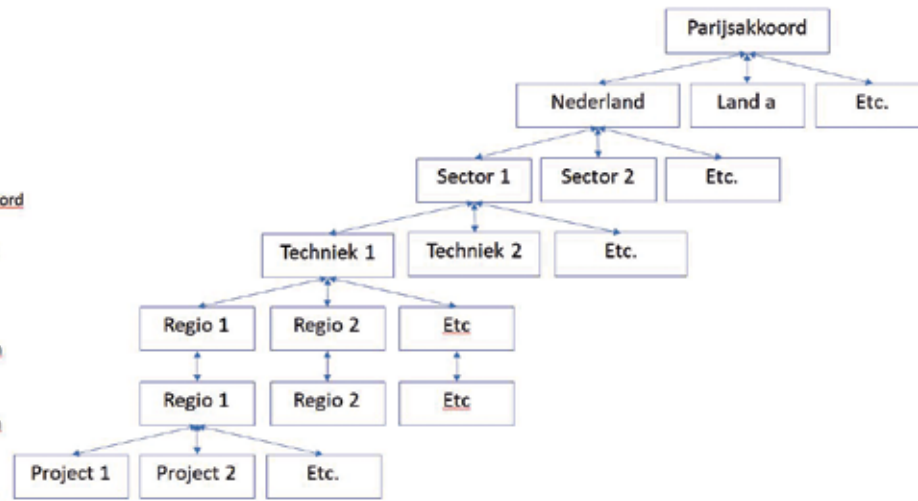 Parijsakkoord
Nederland Land a Etc.
Sector 1 Sector 2 Etc.
ord
Techniek 1 Techniek 2 Etc.
Regio 1 Regio 2 Etc
Regio 1 Regio 2 Etc
Project 1 Project 2 Etc.